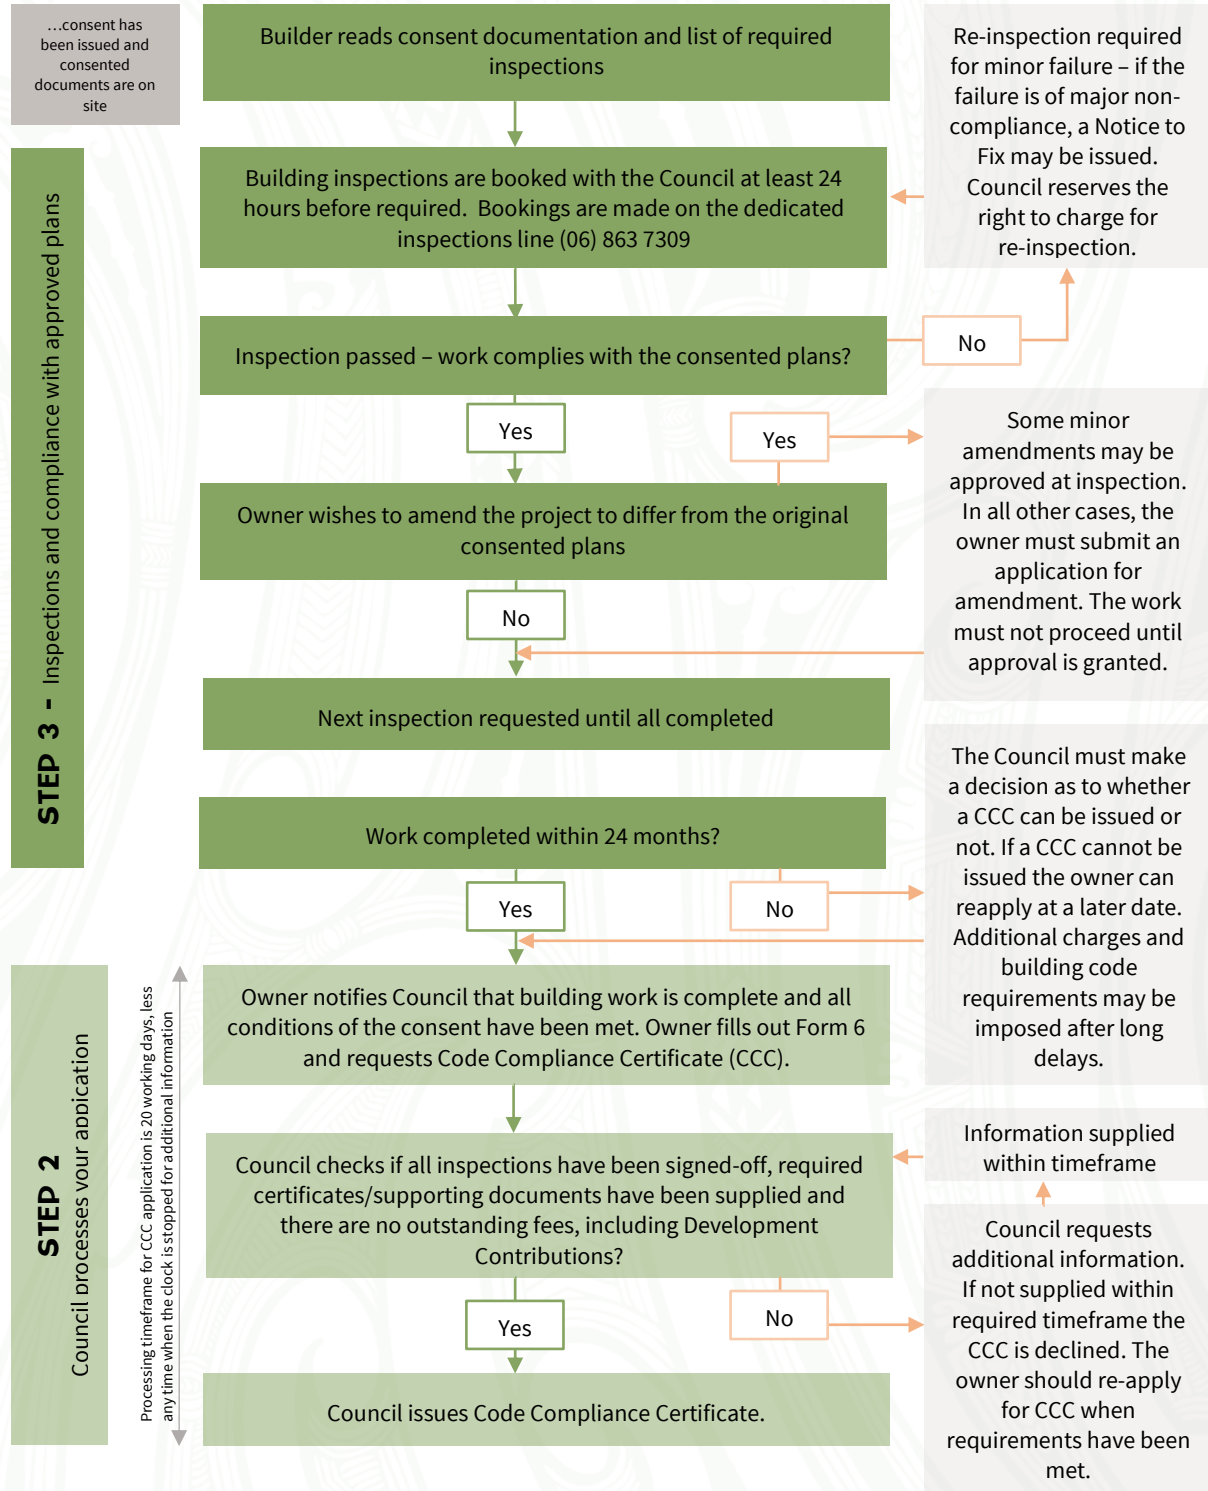 …consent has
been issued and
consented
documents are on
site
Builder reads consent documentation and list of required
inspections
Re-inspection required
for minor failure – if the
failure is of major non-
compliance, a Notice to
Fix may be issued.
Council reserves the
right to charge for
re-inspection.
STEP 3 - Inspections and compliance with approved plans
Building inspections are booked with the Council at least 24
hours before required. Bookings are made on the dedicated
inspections line (06) 863 7309
Inspection passed – work complies with the consented plans?
No
Yes
Yes
Some minor
amendments may be
approved at inspection.
In all other cases, the
owner must submit an
application for
amendment. The work
must not proceed until
approval is granted.
Owner wishes to amend the project to differ from the original
consented plans
No
Next inspection requested until all completed
Work completed within 24 months?
Yes
No
The Council must make
a decision as to whether
a CCC can be issued or
not. If a CCC cannot be
issued the owner can
reapply at a later date.
Additional charges and
building code
requirements may be
imposed after long
delays.
STEP 2
Council processes your application
Processing timeframe for CCC application is 20 working days, less
any time when the clock is stopped for additional information
Owner notifies Council that building work is complete and all
conditions of the consent have been met. Owner fills out Form 6
and requests Code Compliance Certificate (CCC).
Council checks if all inspections have been signed-off, required
certificates/supporting documents have been supplied and
there are no outstanding fees, including Development
Contributions?
Information supplied
within timeframe
Yes
No
Council requests
additional information.
If not supplied within
required timeframe the
CCC is declined. The
owner should re-apply
for CCC when
requirements have been
met.
Council issues Code Compliance Certificate.